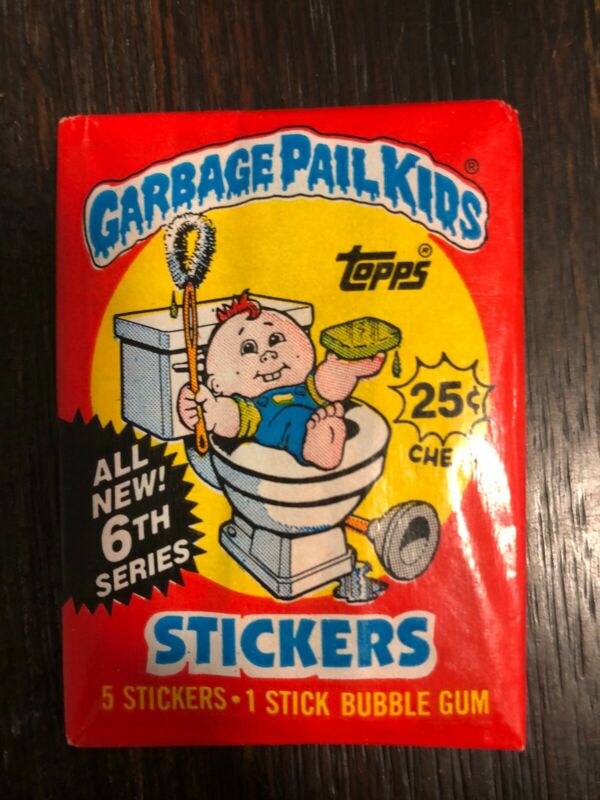 GARBAGE PAIL KIDS ®
topps ®
25¢
ALL
NEW!
6TH
SERIES
STICKERS
5 STICKERS • 1 STICK BUBBLE GUM